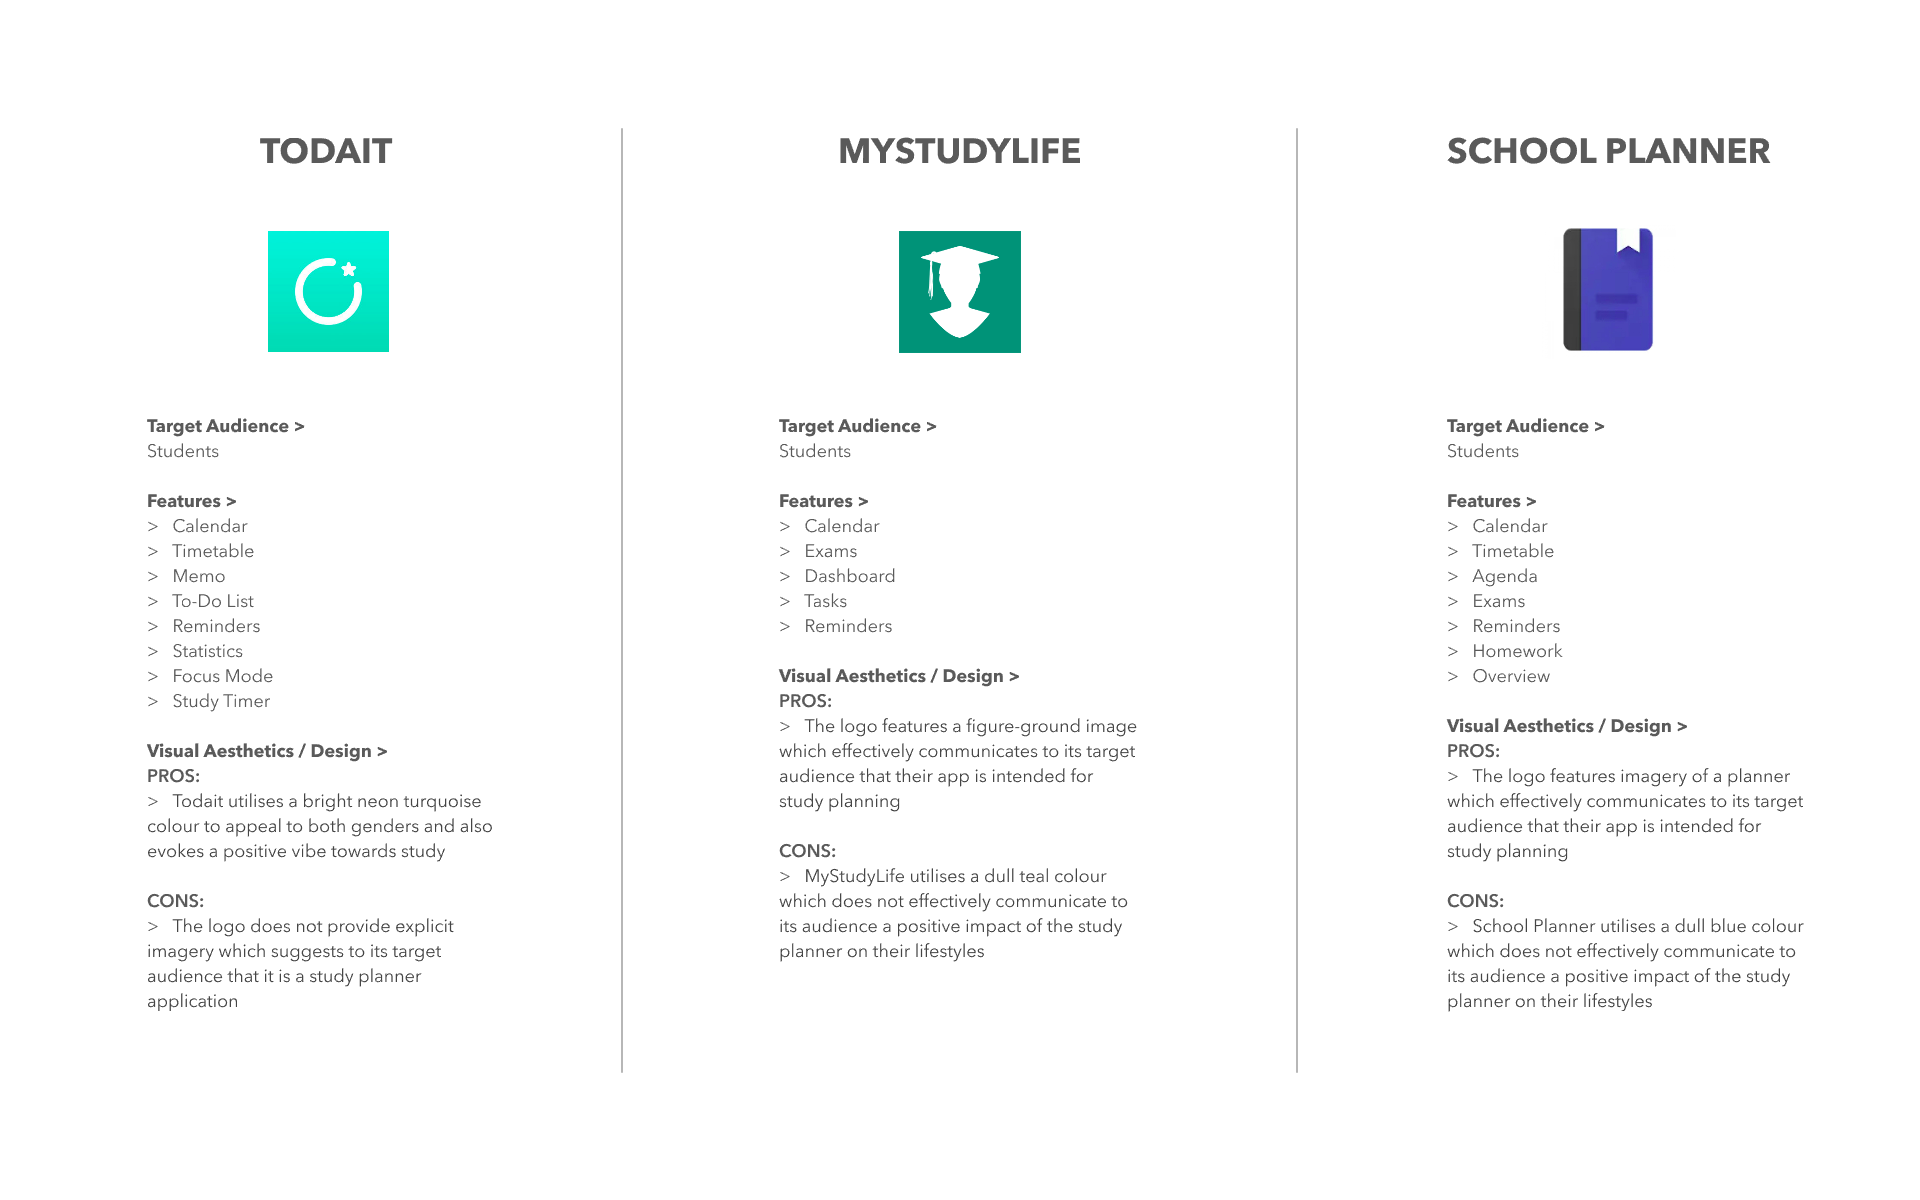 TODAIT
Target Audience >
Students
Features >
> Calendar
> Timetable
> Memo
> To-Do List
> Reminders
> Statistics
> Focus Mode
> Study Timer
Visual Aesthetics / Design >
PROS:
> Todait utilises a bright neon turquoise
colour to appeal to both genders and also
evokes a positive vibe towards study
CONS:
> The logo does not provide explicit
imagery which suggests to its target
audience that it is a study planner
application
MYSTUDYLIFE
Target Audience >
Students
Features >
> Calendar
> Exams
> Dashboard
> Tasks
> Reminders
Visual Aesthetics / Design >
PROS:
> The logo features a figure-ground image
which effectively communicates to its target
audience that their app is intended for
study planning
CONS:
> MyStudyLife utilises a dull teal colour
which does not effectively communicate to
its audience a positive impact of the study
planner on their lifestyles
SCHOOL PLANNER
Target Audience >
Students
Features >
> Calendar
> Timetable
> Agenda
> Exams
> Reminders
> Homework
> Overview
Visual Aesthetics / Design >
PROS:
> The logo features imagery of a planner
which effectively communicates to its target
audience that their app is intended for
study planning
CONS:
> School Planner utilises a dull blue colour
which does not effectively communicate to
its audience a positive impact of the study
planner on their lifestyles